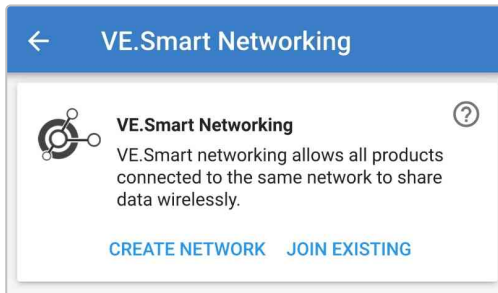 VE.Smart Networking
VE.Smart Networking
VE.Smart networking allows all products
connected to the same network to share
data wirelessly.
CREATE NETWORK JOIN EXISTING